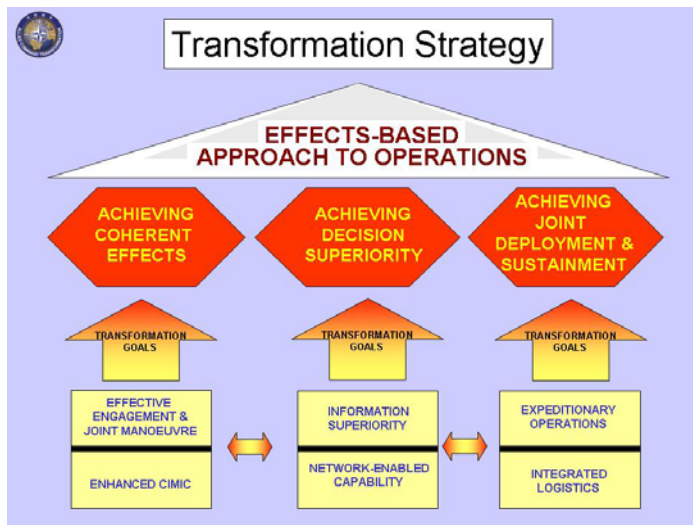 Transformation Strategy
EFFECTS-BASED
APPROACH TO OPERATIONS
ACHIEVING
COHERENT
EFFECTS
ACHIEVING
DECISION
SUPERIORITY
ACHIEVING
JOINT
DEPLOYMENT &
SUSTAINMENT
TRANSFORMATION
GOALS
TRANSFORMATION
GOALS
TRANSFORMATION
GOALS
EFFECTIVE
ENGAGEMENT &
JOINT MANOEUVRE
INFORMATION
SUPERIORITY
EXPEDITIONARY
OPERATIONS
ENHANCED CIMIC
NETWORK-ENABLED
CAPABILITY
INTEGRATED
LOGISTICS